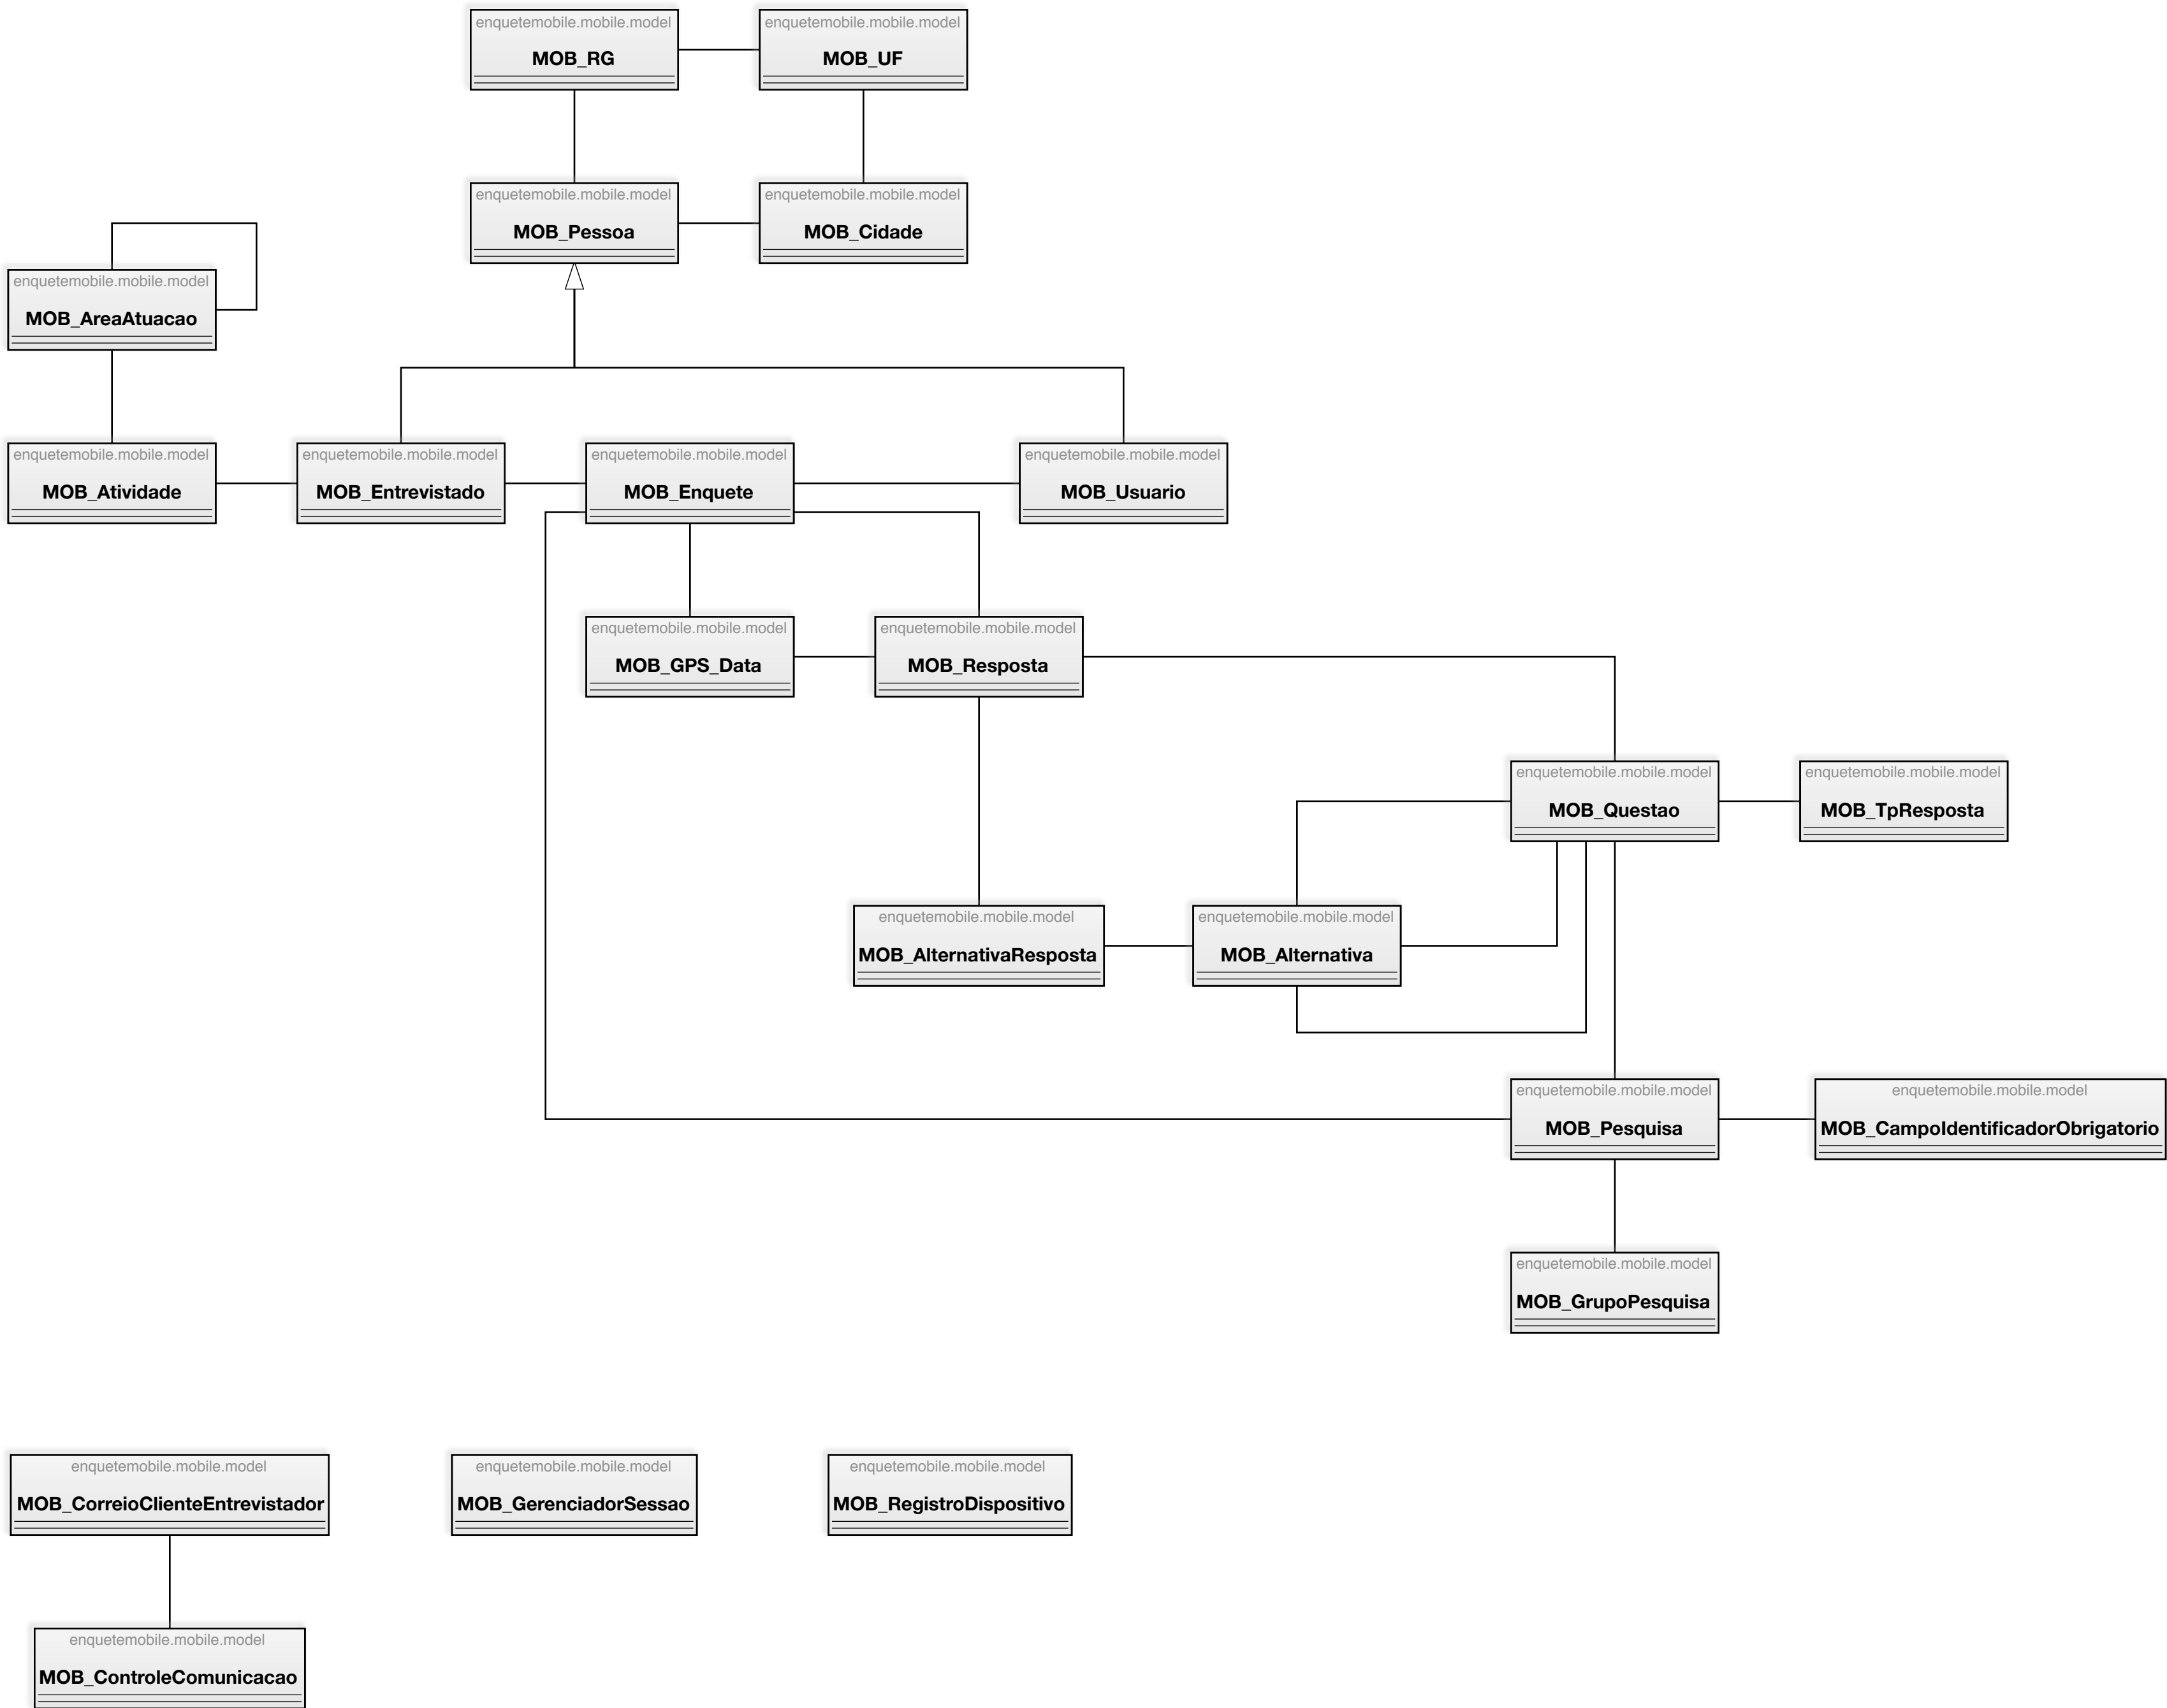 enquetemobile.mobile.model
MOB_RG
enquetemobile.mobile.model
MOB_UF
enquetemobile.mobile.model
MOB_Pessoa
enquetemobile.mobile.model
MOB_Cidade
enquetemobile.mobile.model
MOB_AreaAtuacao
enquetemobile.mobile.model
MOB_Atividade
enquetemobile.mobile.model
MOB_Entrevistado
enquetemobile.mobile.model
MOB_Enquete
enquetemobile.mobile.model
MOB_Usuario
enquetemobile.mobile.model
MOB_GPS_Data
enquetemobile.mobile.model
MOB_Resposta
enquetemobile.mobile.model
MOB_Questao
enquetemobile.mobile.model
MOB_TpResposta
enquetemobile.mobile.model
MOB_AlternativaResposta
enquetemobile.mobile.model
MOB_Alternativa
enquetemobile.mobile.model
MOB_Pesquisa
enquetemobile.mobile.model
MOB_CampoIdentificadorObrigatorio
enquetemobile.mobile.model
MOB_GrupoPesquisa
enquetemobile.mobile.model
MOB_CorreioClienteEntrevistador
enquetemobile.mobile.model
MOB_GerenciadorSessao
enquetemobile.mobile.model
MOB_RegistroDispositivo
enquetemobile.mobile.model
MOB_ControleComunicacao